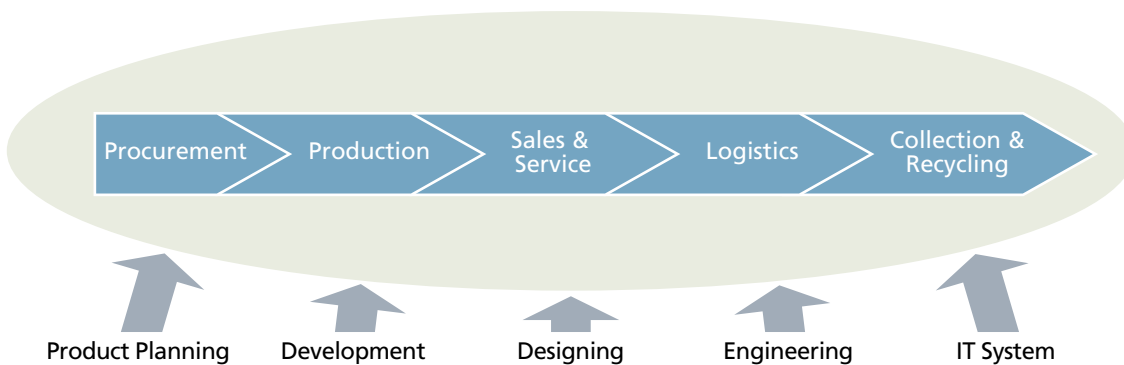 Procurement
Production
Sales &
Service
Logistics
Collection &
Recycling
Product Planning
Development
Designing
Engineering
IT System